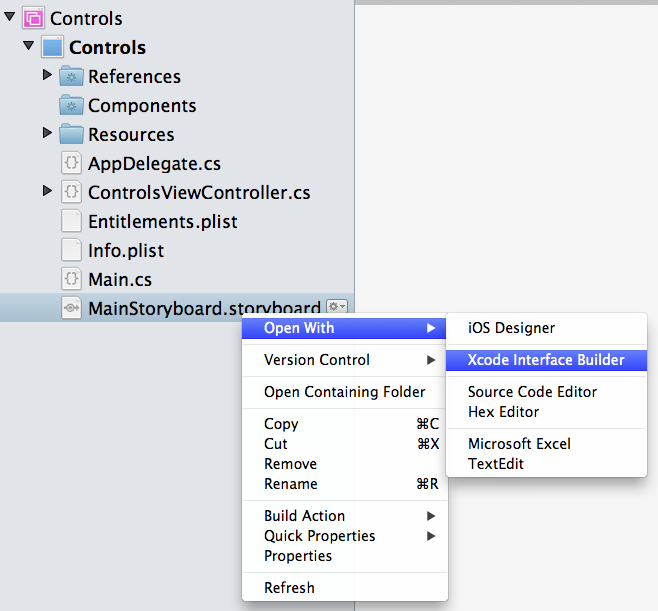 Controls
Controls
References
Components
Resources
AppDelegate.cs
ControlsViewController.cs
Entitlements.plist
Info.plist
Main.cs
MainStoryboard.storyboard
Open With
Version Control
Open Containing Folder
Copy ⌘C
Cut ⌘X
Remove
Rename ⌘R
Build Action
Quick Properties
Properties
Refresh
iOS Designer
Xcode Interface Builder
Source Code Editor
Hex Editor
Microsoft Excel
TextEdit